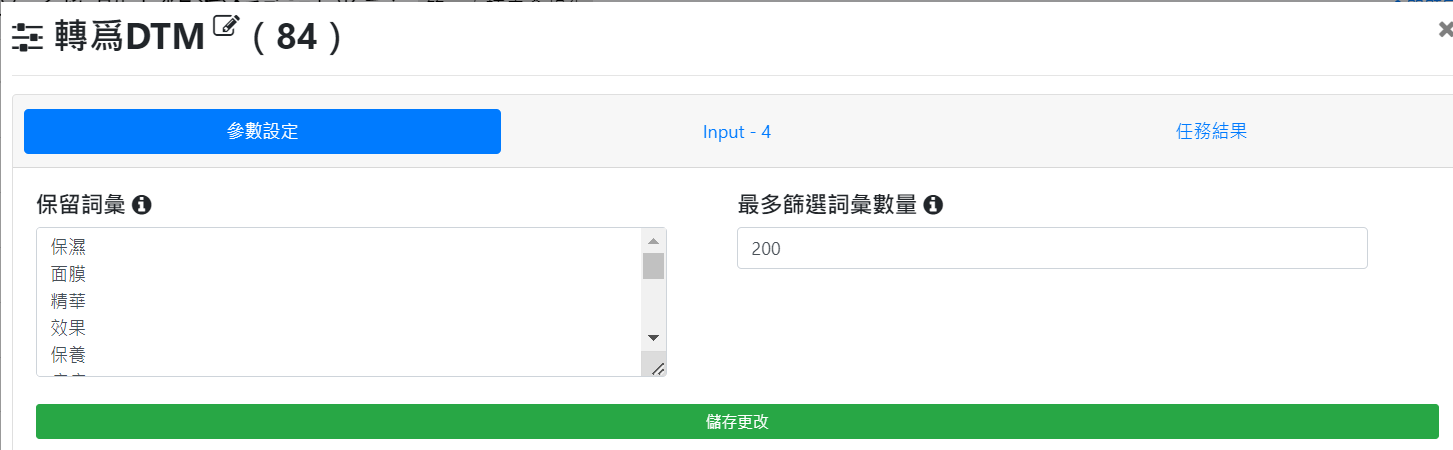 轉爲DTM（84）
參數設定
Input - 4
任務結果
保留詞彙
最多篩選詞彙數量
保濕
面膜
精華
效果
保養
200
儲存更改